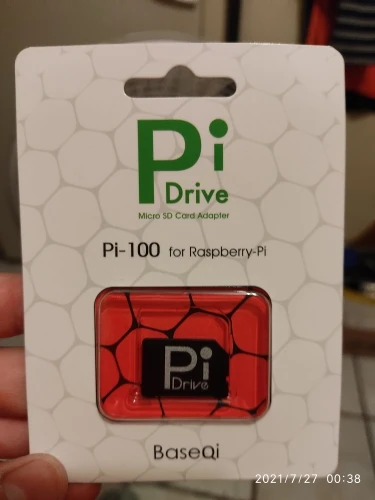 Pi
Drive
Micro SD Card Adapter
Pi-100 for Raspberry-Pi
Pi
Drive
BaseQi
2021/7/27 00:38